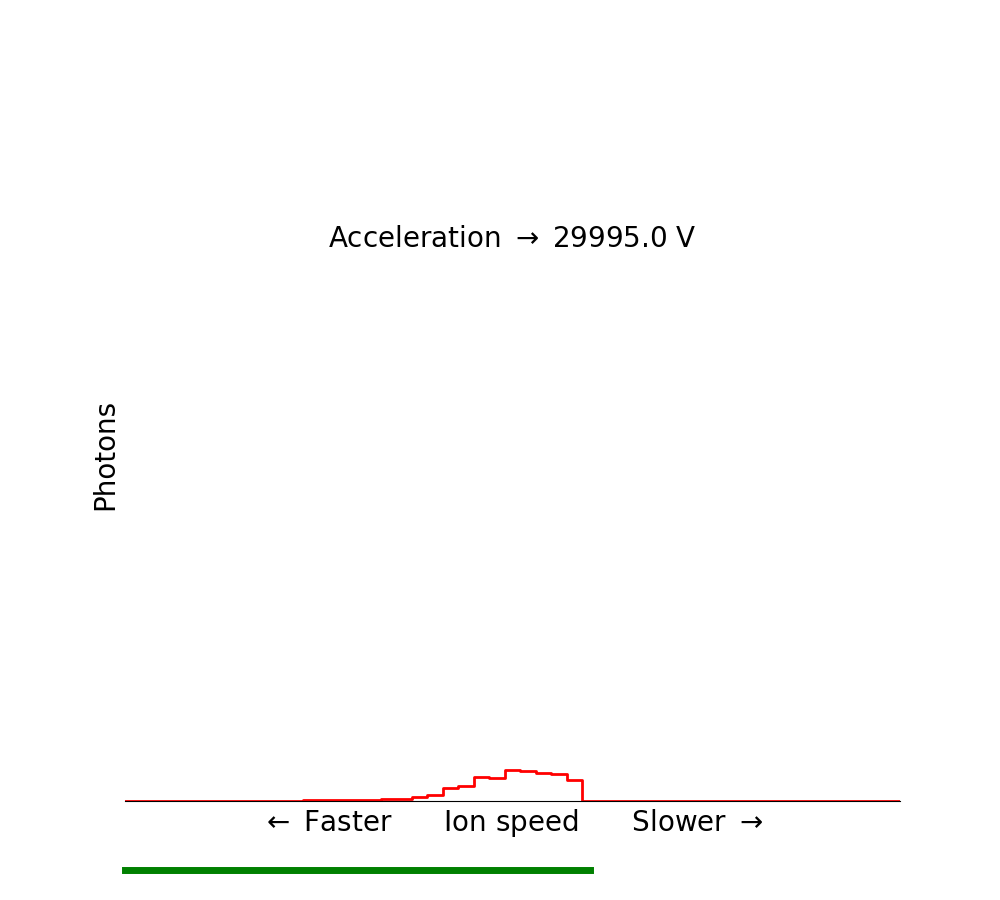 Acceleration → 29995.0 V
Photons
← Faster Ion speed Slower →